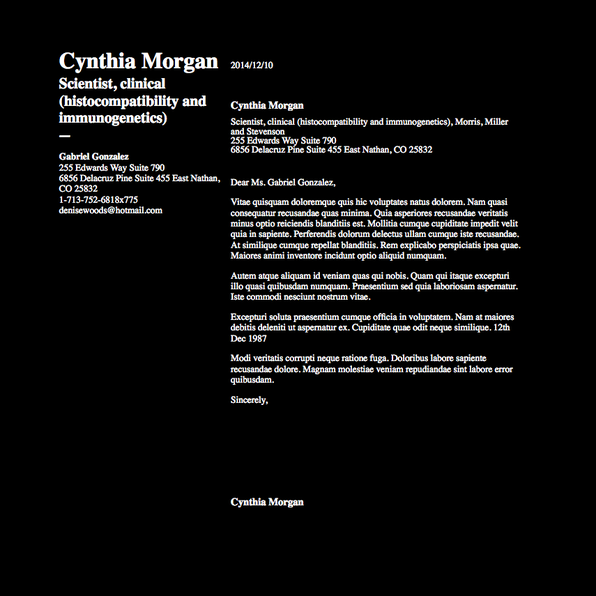 Cynthia Morgan
Scientist, clinical
(histocompatibility and
immunogenetics)
—
Gabriel Gonzalez
255 Edwards Way Suite 790
6856 Delacruz Pine Suite 455 East Nathan,
CO 25832
1-713-752-6818x775
denisewoods@hotmail.com
2014/12/10
Cynthia Morgan
Scientist, clinical (histocompatibility and immunogenetics), Morris, Miller
and Stevenson
255 Edwards Way Suite 790
6856 Delacruz Pine Suite 455 East Nathan, CO 25832
Dear Ms. Gabriel Gonzalez,
Vitae quisquam doloremque quis hic voluptates natus dolorem. Nam quasi
consequatur recusandae quas minima. Quia asperiores recusandae veritatis
minus optio reiciendis blanditiis est. Mollitia cumque cupiditate impedit velit
quia in sapiente. Perferendis dolorum delectus ullam cumque iste recusandae.
At similique cumque repellat blanditiis. Rem explicabo perspiciatis ipsa quae.
Maiores animi inventore incidunt optio aliquid numquam.
Autem atque aliquam id veniam quas qui nobis. Quam qui itaque excepturi
illo quasi quibusdam numquam. Praesentium sed quia laboriosam aspernatur.
Iste commodi nesciunt nostrum vitae.
Excepturi soluta praesentium cumque officia in voluptatem. Nam at maiores
debitis deleniti ut aspernatur ex. Cupiditate quae odit neque similique. 12th
Dec 1987
Modi veritatis corrupti neque ratione fuga. Doloribus labore sapiente
recusandae dolore. Magnam molestiae veniam repudiandae sint labore error
quibusdam.
Sincerely,
Cynthia Morgan